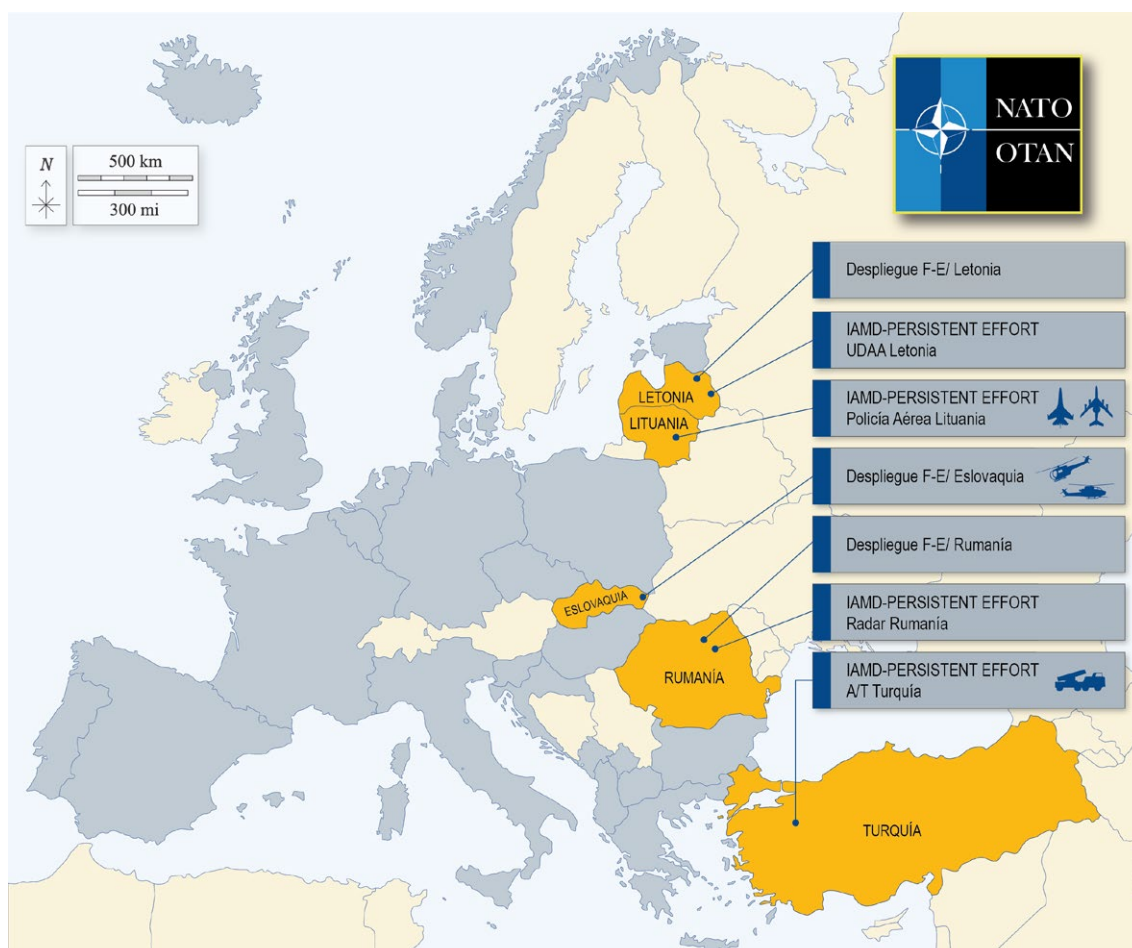 NATO
OTAN
N
500 km
300 mi
Despliegue F-E/ Letonia
IAMD-PERSISTENT EFFORT
UDAA Letonia
IAMD-PERSISTENT EFFORT
Policía Aérea Lituania
Despliegue F-E/ Eslovaquia
Despliegue F-E/ Rumanía
IAMD-PERSISTENT EFFORT
Radar Rumanía
IAMD-PERSISTENT EFFORT
A/T Turquía
LETONIA
LITUANIA
ESLOVAQUIA
RUMANÍA
TURQUÍA